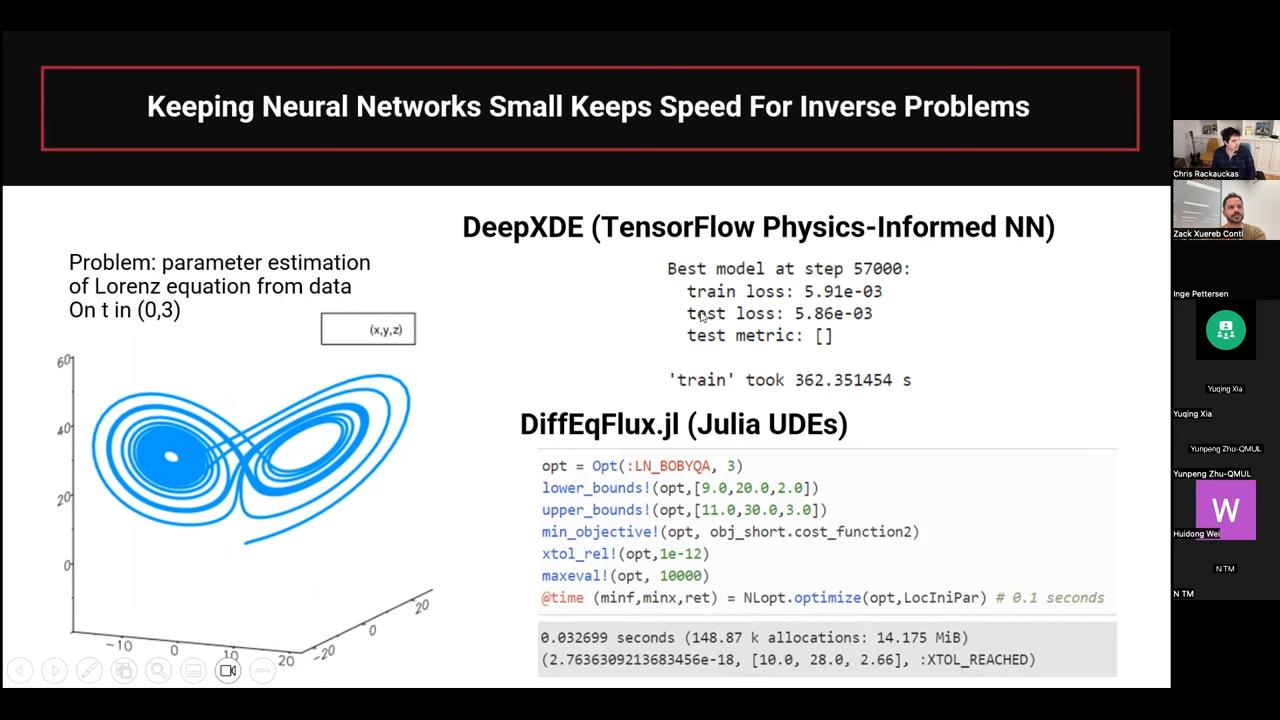 Keeping Neural Networks Small Keeps Speed For Inverse Problems
Problem: parameter estimation
of Lorenz equation from data
On t in (0,3)
(x,y,z)
60
40
20
0
-10
0
10
20
-20
0
20
DeepXDE (TensorFlow Physics-Informed NN)
Best model at step 57000:
train loss: 5.91e-03
test loss: 5.86e-03
test metric: []
'train' took 362.351454 s
DiffEqFlux.jl (Julia UDEs)
opt = Opt(:LN_BOBYQA, 3)
lower_bounds!(opt,[9.0,20.0,2.0])
upper_bounds!(opt,[11.0,30.0,3.0])
min_objective!(opt, obj_short.cost_function2)
xtol_rel!(opt,1e-12)
maxeval!(opt, 10000)
@time (minf,minx,ret) = NLopt.optimize(opt,LocIniPar) # 0.1 seconds
0.032699 seconds (148.87 k allocations: 14.175 MiB)
(2.7636309213683456e-18, [10.0, 28.0, 2.66], :XTOL_REACHED)
Chris Rackauckas
Zack Xuereb Conti
Inge Pettersen
Yuqing Xia
Yuqing Xia
Yunpeng Zhu-QMUL
Yunpeng Zhu-QMUL
W
Huidong Wei
N TM
N TM